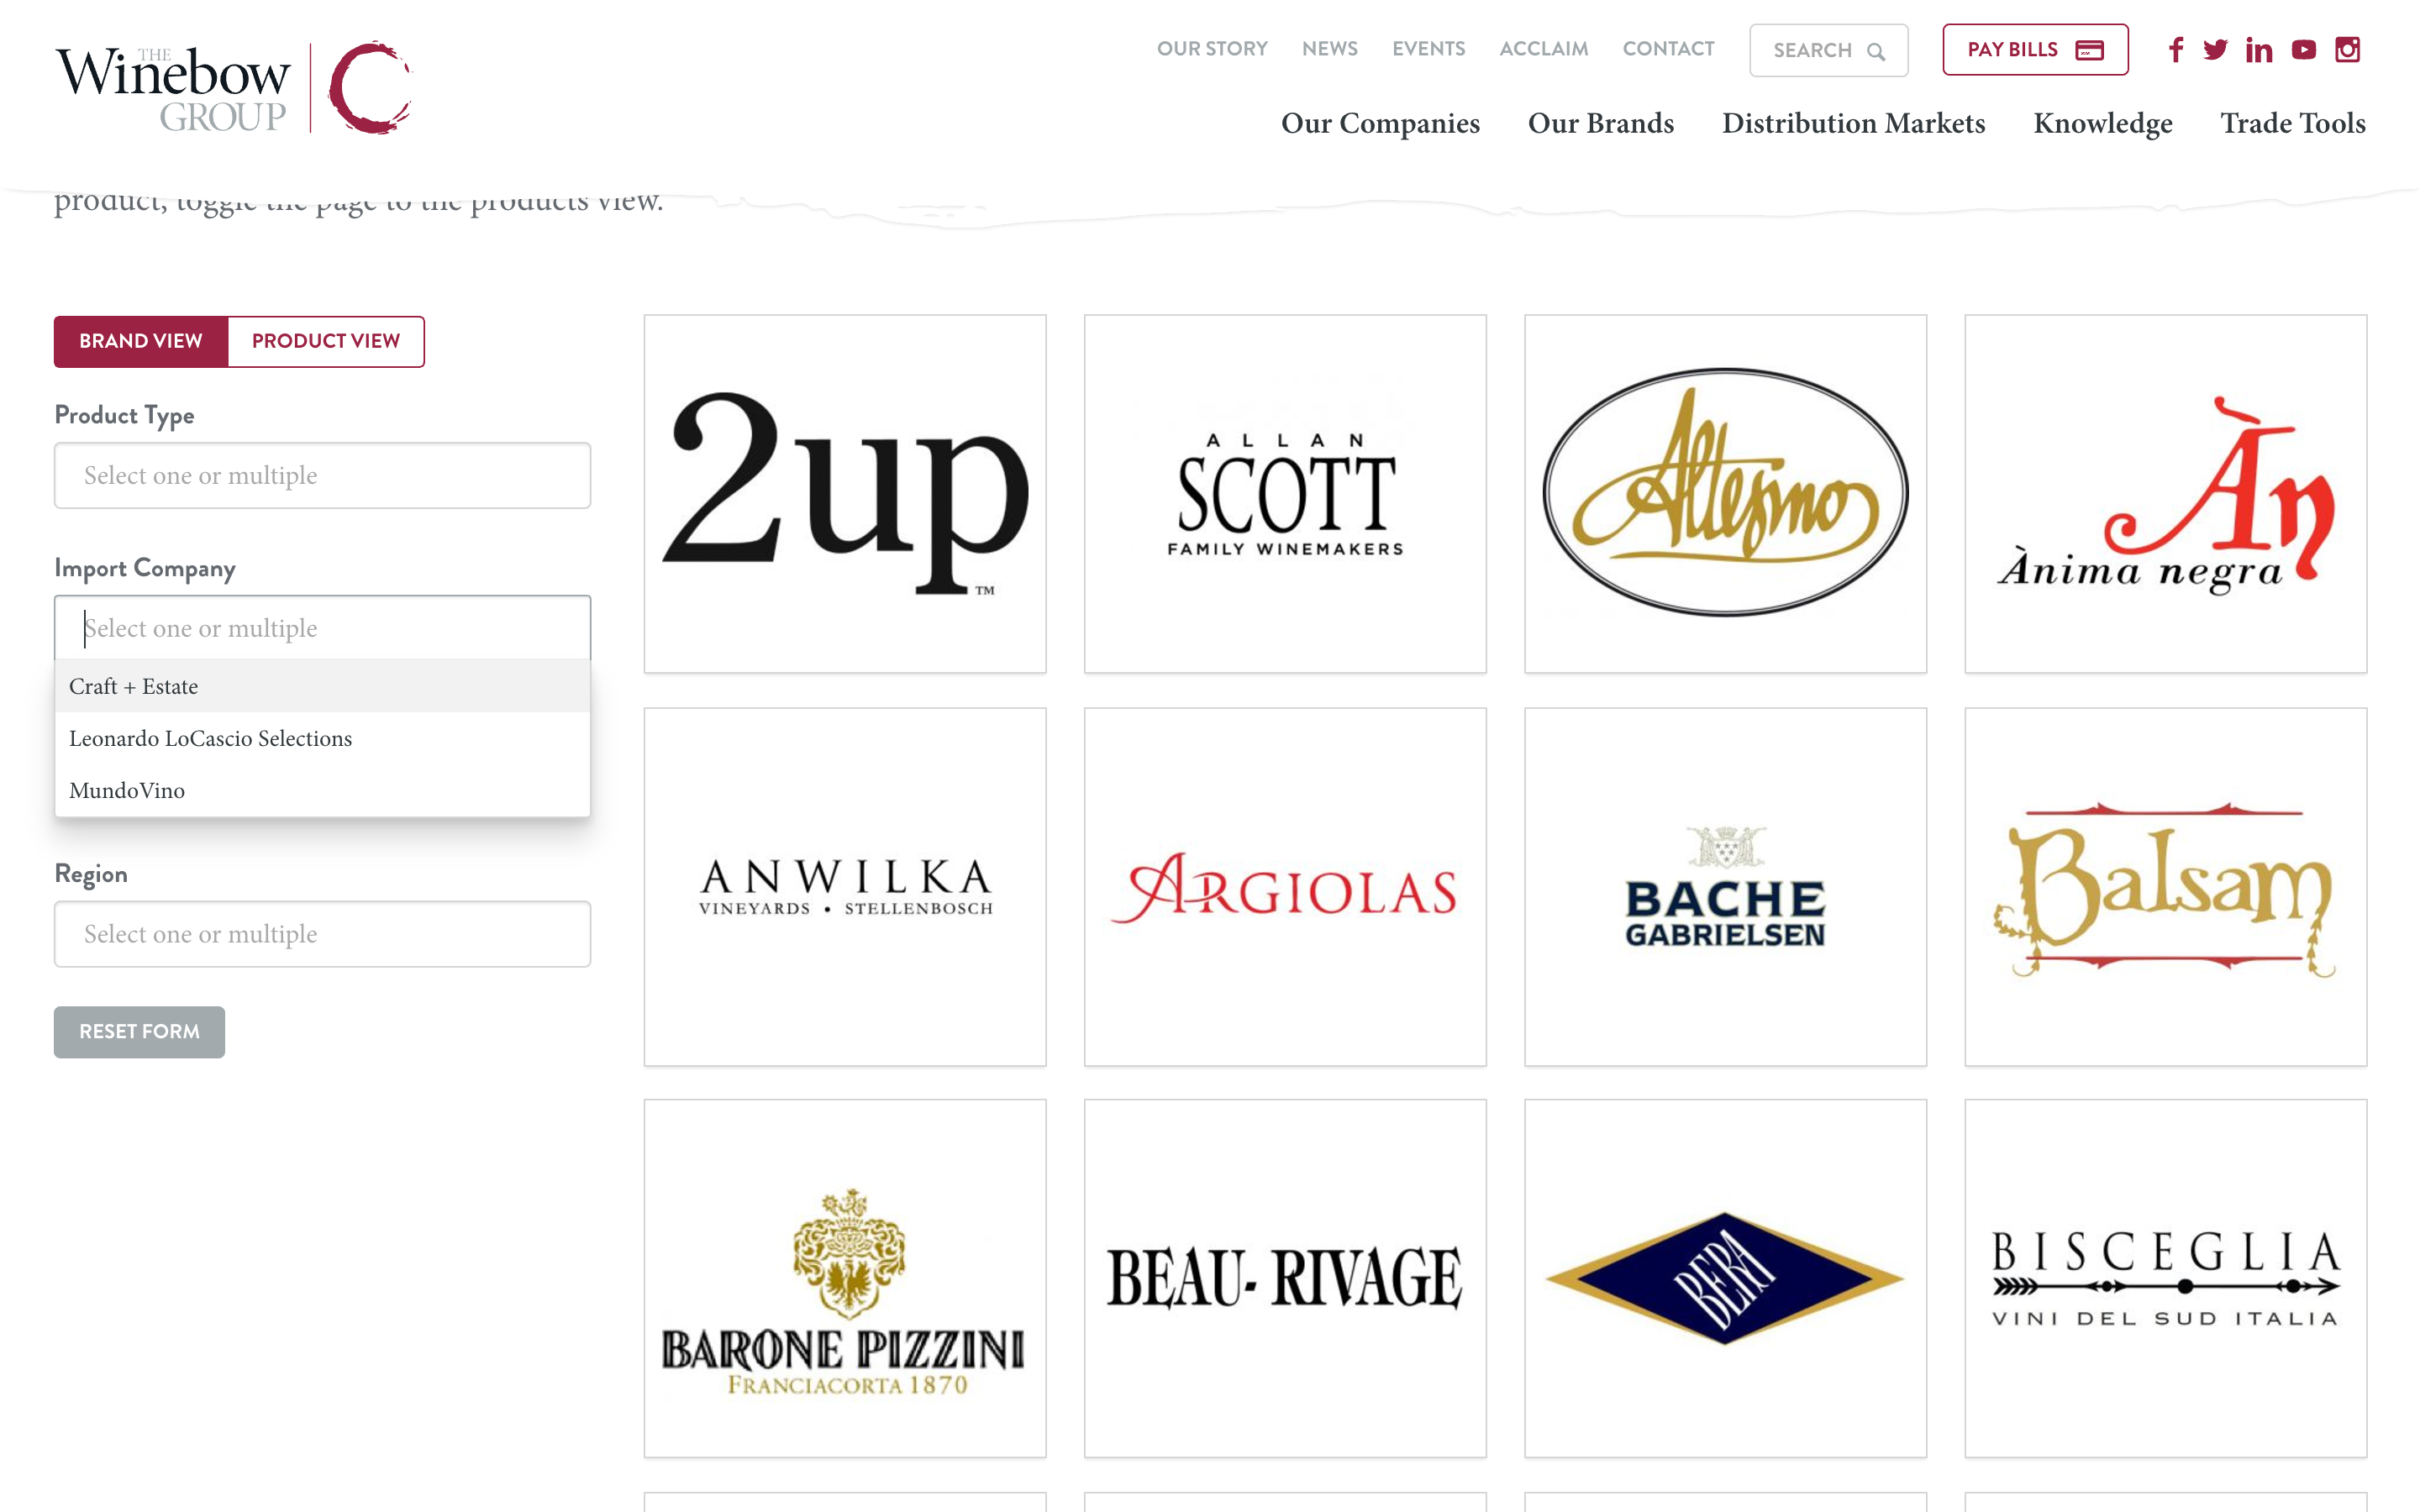 THE
Winebow
GROUP
OUR STORY NEWS EVENTS ACCLAIM CONTACT SEARCH PAY BILLS
Our Companies Our Brands Distribution Markets Knowledge Trade Tools
product, toggle the page to the products view.
BRAND VIEW PRODUCT VIEW
Product Type
Select one or multiple
Import Company
Select one or multiple
Craft + Estate
Leonardo LoCascio Selections
MundoVino
Region
Select one or multiple
RESET FORM
2up™
ALLAN
SCOTT
FAMILY WINEMAKERS
Altesino
Àn
Ànima negra
ANWILKA
VINEYARDS • STELLENBOSCH
ARGIOLAS
BACHE
GABRIELSEN
Balsam
BARONE PIZZINI
FRANCIACORTA 1870
BEAU-RIVAGE
BERA
BISCEGLIA
VINI DEL SUD ITALIA